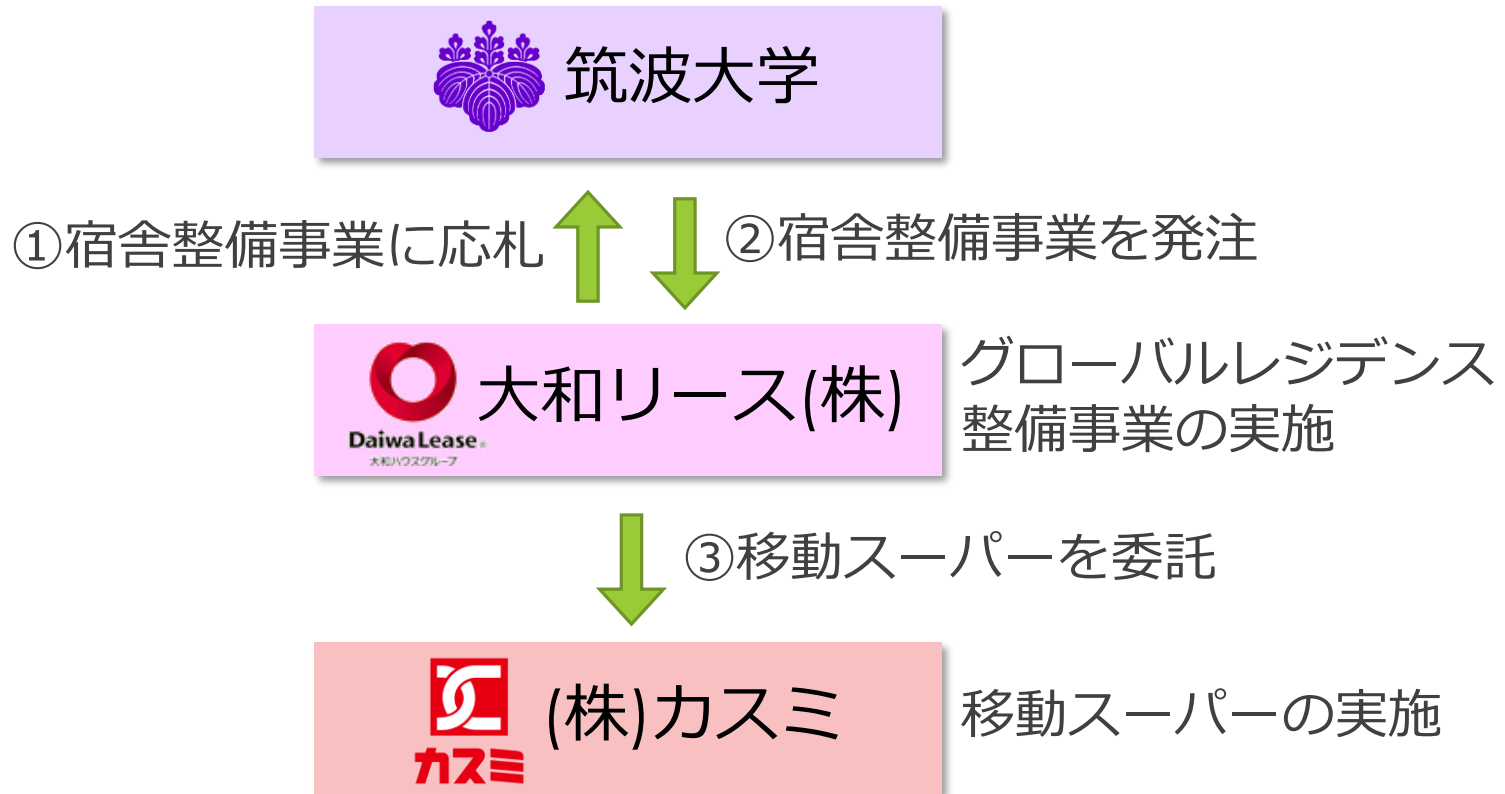 筑波大学
①宿舎整備事業に応札
②宿舎整備事業を発注
DaiwaLease®
大和ハウスグループ
大和リース(株)
グローバルレジデンス
整備事業の実施
③移動スーパーを委託
カスミ
(株)カスミ
移動スーパーの実施